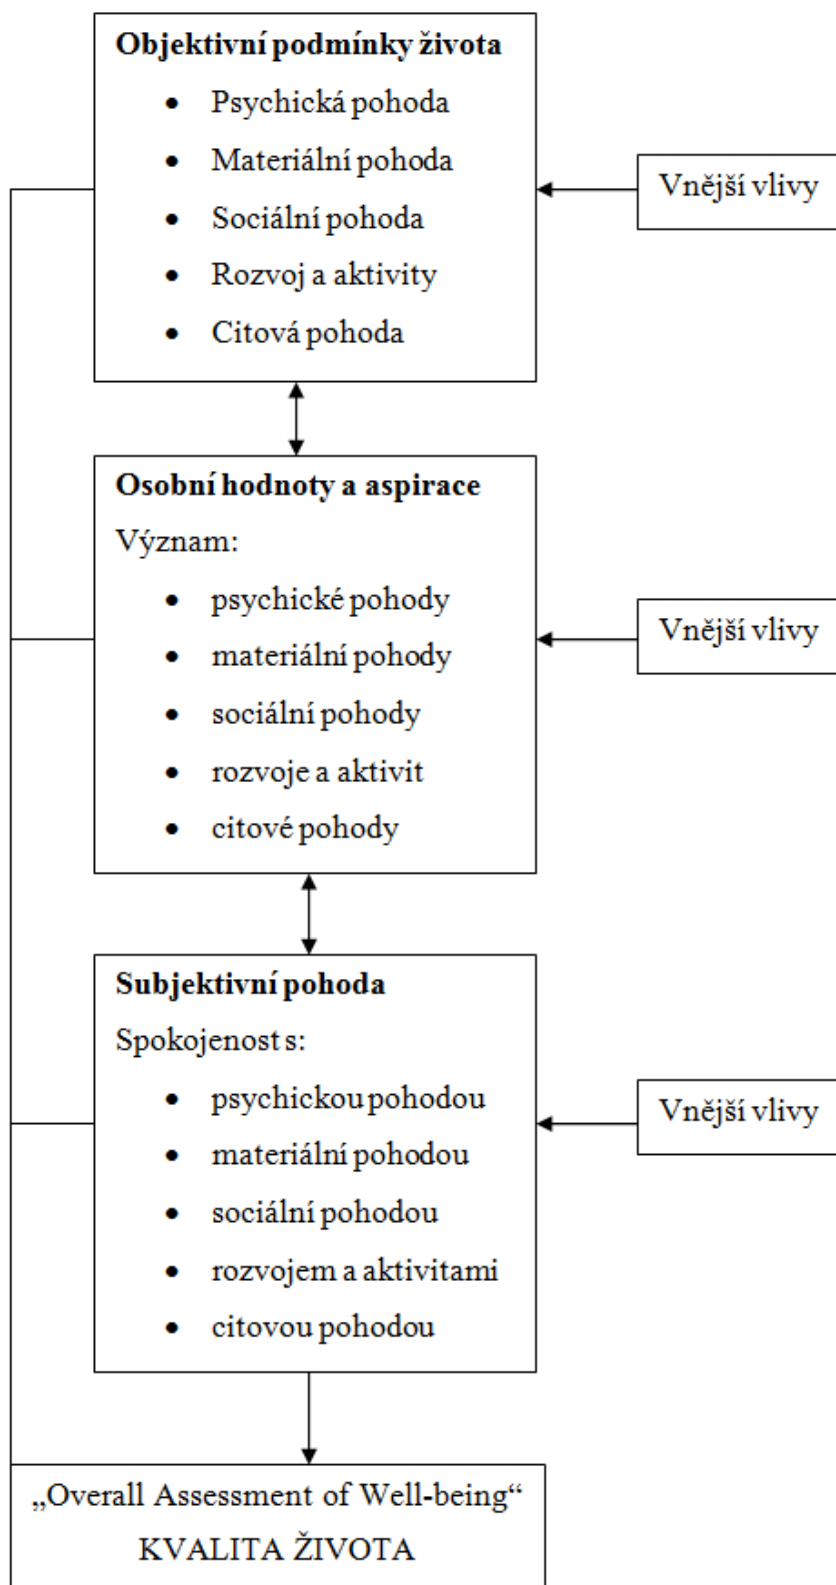 Objektivní podmínky života
• Psychická pohoda
• Materiální pohoda
• Sociální pohoda
• Rozvoj a aktivity
• Citová pohoda
Vnější vlivy
Osobní hodnoty a aspirace
Význam:
• psychické pohody
• materiální pohody
• sociální pohody
• rozvoje a aktivit
• citové pohody
Vnější vlivy
Subjektivní pohoda
Spokojenost s:
• psychickou pohodou
• materiální pohodou
• sociální pohodou
• rozvojem a aktivitami
• citovou pohodou
Vnější vlivy
„Overall Assessment of Well-being“
KVALITA ŽIVOTA